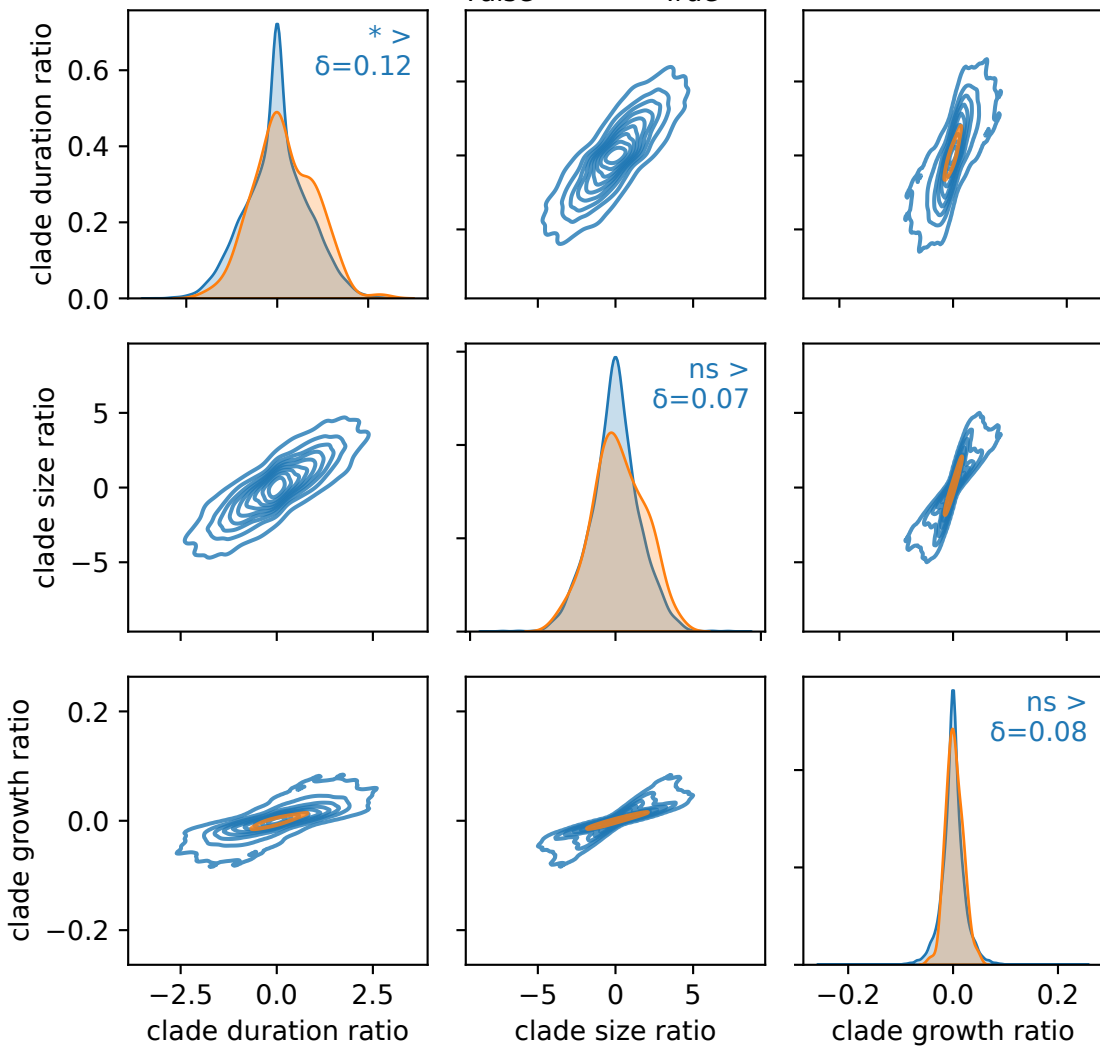 clade duration ratio
0.6
0.4
0.2
0.0
* >
δ=0.12
clade size ratio
5
0
−5
ns >
δ=0.07
clade growth ratio
0.2
0.0
−0.2
ns >
δ=0.08
−2.5 0.0 2.5
−5 0 5
−0.2 0.0 0.2
clade duration ratio
clade size ratio
clade growth ratio